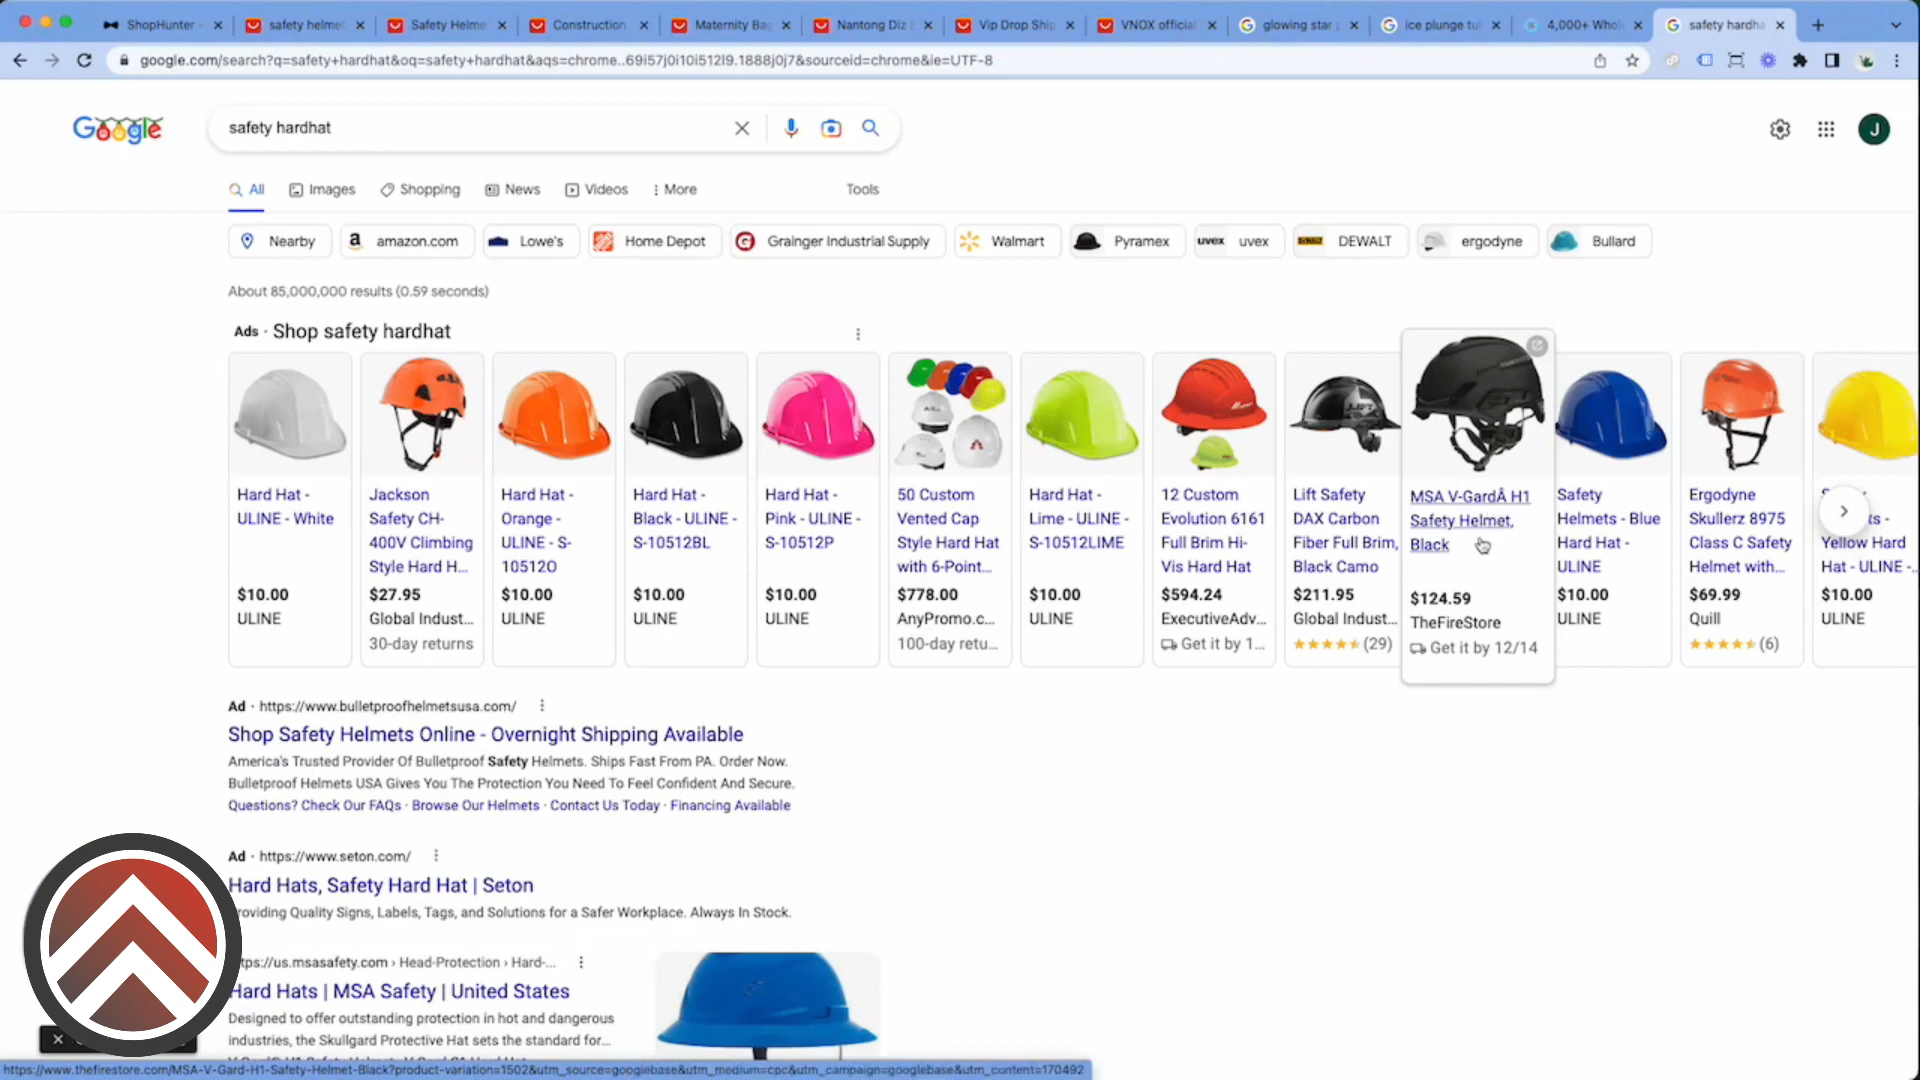 ShopHunter -
safety helmet
Safety Helme
Construction
Maternity Bag
Nantong Diz
Vip Drop Ship
VNOX official
glowing star
ice plunge tu
4,000+ Whol
safety hardha
google.com/search?q=safety+hardhat&oq=safety+hardhat&aqs=chrome..69i57j0i10i512l9.1888j0j7&sourceid=chrome&ie=UTF-8
Google
safety hardhat
J
All
Images
Shopping
News
Videos
More
Tools
Nearby
amazon.com
Lowe's
Home Depot
Grainger Industrial Supply
Walmart
Pyramex
uvex uvex
DEWALT
ergodyne
Bullard
About 85,000,000 results (0.59 seconds)
Ads · Shop safety hardhat
Hard Hat -
ULINE - White
$10.00
ULINE
Jackson
Safety CH-
400V Climbing
Style Hard H...
$27.95
Global Indust...
30-day returns
Hard Hat -
Orange -
ULINE - S-
10512O
$10.00
ULINE
Hard Hat -
Black - ULINE -
S-10512BL
$10.00
ULINE
Hard Hat -
Pink - ULINE -
S-10512P
$10.00
ULINE
50 Custom
Vented Cap
Style Hard Hat
with 6-Point...
$778.00
AnyPromo.c...
100-day retu...
Hard Hat -
Lime - ULINE -
S-10512LIME
$10.00
ULINE
12 Custom
Evolution 6161
Full Brim Hi-
Vis Hard Hat
$594.24
ExecutiveAdv...
Get it by 1...
Lift Safety
DAX Carbon
Fiber Full Brim,
Black Camo
$211.95
Global Indust...
(29)
MSA V-GardÂ H1
Safety Helmet,
Black
$124.59
TheFireStore
Get it by 12/14
Safety
Helmets - Blue
Hard Hat -
ULINE
$10.00
ULINE
Ergodyne
Skullerz 8975
Class C Safety
Helmet with...
$69.99
Quill
(6)
ts -
Yellow Hard
Hat - ULINE -..
$10.00
ULINE
Ad · https://www.bulletproofhelmetsusa.com/
Shop Safety Helmets Online - Overnight Shipping Available
America's Trusted Provider Of Bulletproof Safety Helmets. Ships Fast From PA. Order Now.
Bulletproof Helmets USA Gives You The Protection You Need To Feel Confident And Secure.
Questions? Check Our FAQs · Browse Our Helmets · Contact Us Today · Financing Available
Ad · https://www.seton.com/
Hard Hats, Safety Hard Hat | Seton
roviding Quality Signs, Labels, Tags, and Solutions for a Safer Workplace. Always In Stock.
tps://us.msasafety.com › Head-Protection › Hard-...
Hard Hats | MSA Safety | United States
Designed to offer outstanding protection in hot and dangerous
industries, the Skullgard Protective Hat sets the standard for...
https://www.thefirestore.com/MSA-V-Gard-H1-Safety-Helmet-Black?product-variation=1502&utm_source=googlebase&utm_medium=cpc&utm_campaign=googlebase&utm_content=170492